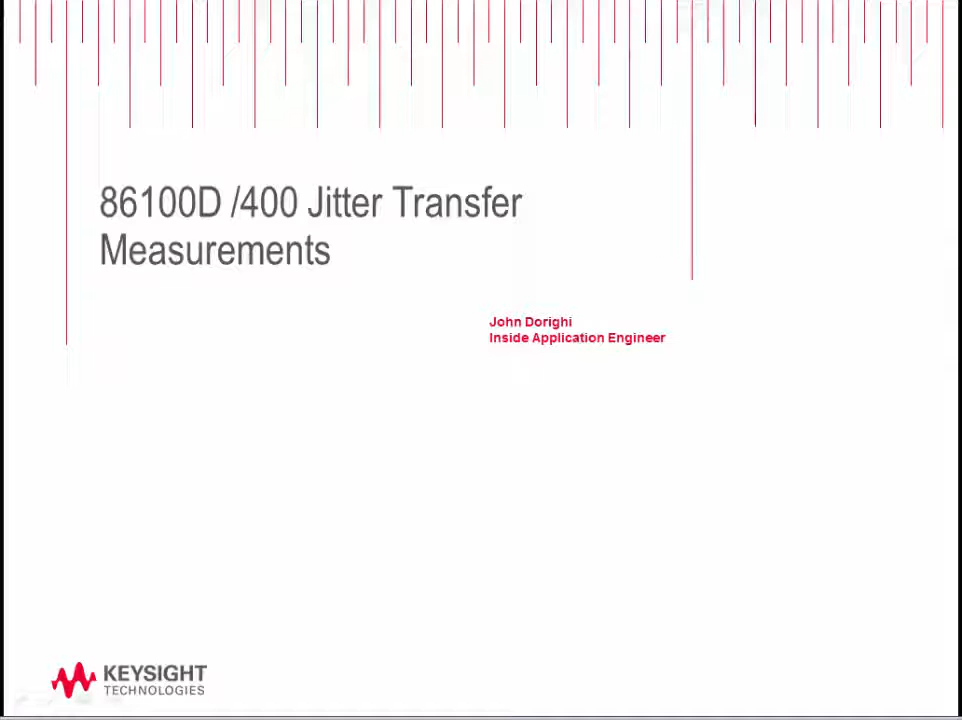 86100D /400 Jitter Transfer
Measurements
John Dorighi
Inside Application Engineer
KEYSIGHT
TECHNOLOGIES